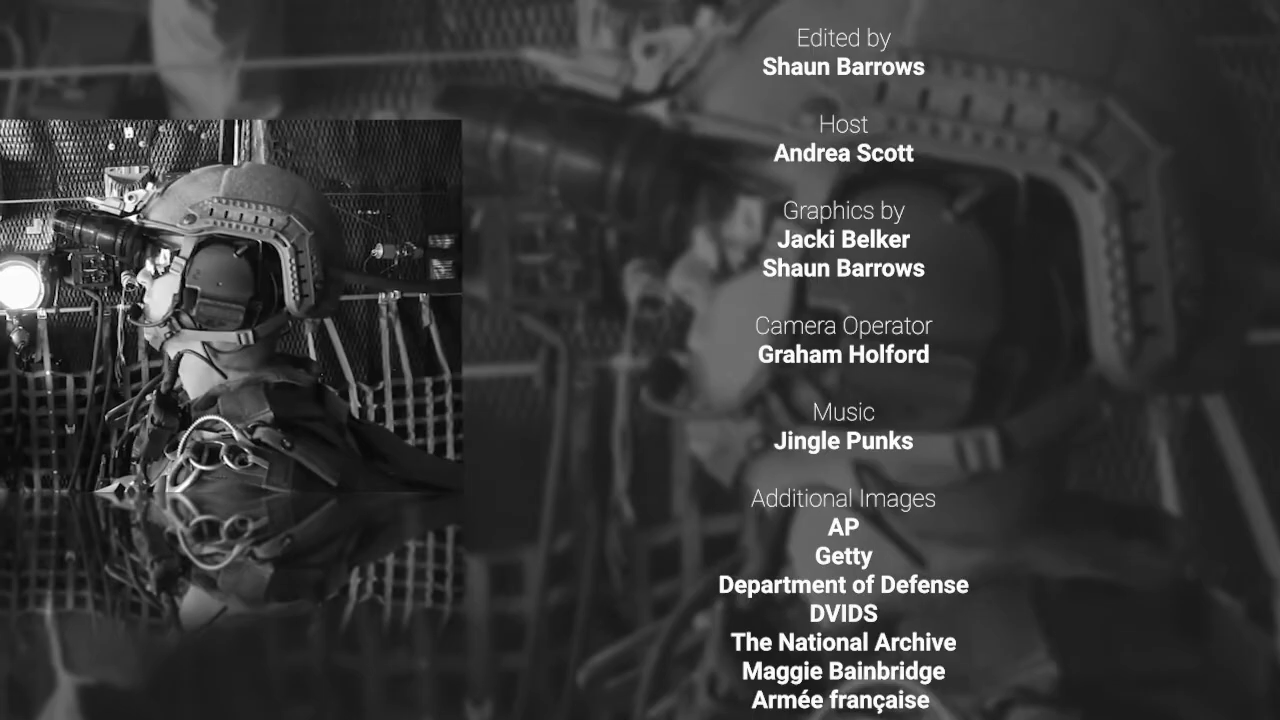 Edited by
Shaun Barrows
Host
Andrea Scott
Graphics by
Jacki Belker
Shaun Barrows
Camera Operator
Graham Holford
Music
Jingle Punks
Additional Images
AP
Getty
Department of Defense
DVIDS
The National Archive
Maggie Bainbridge
Armée française